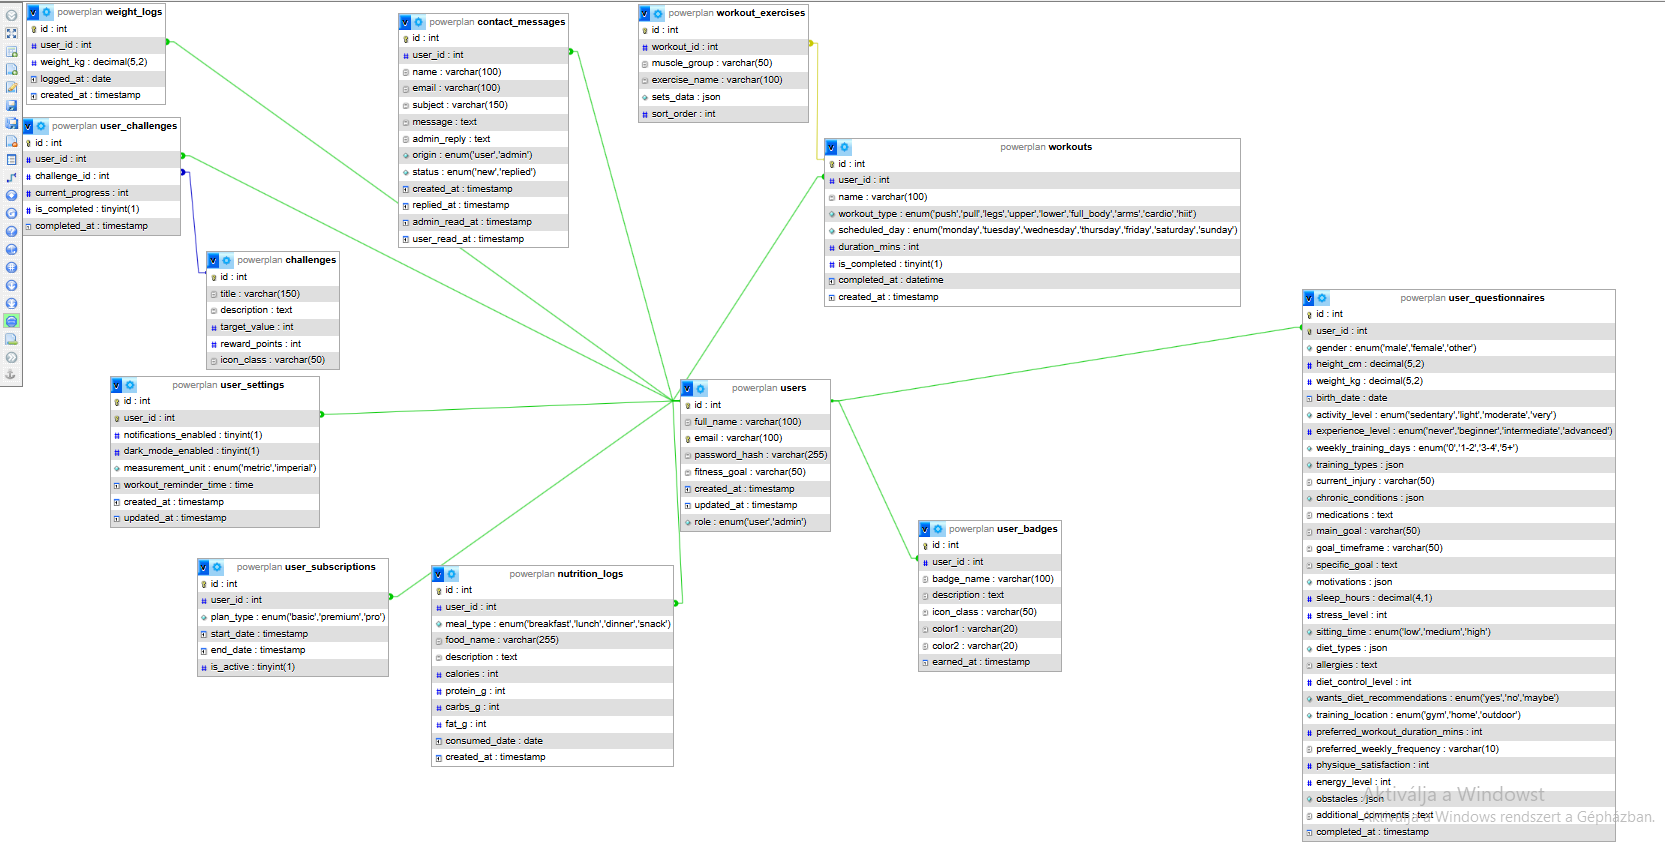 powerplan weight_logs
id : int
user_id : int
weight_kg : decimal(5,2)
logged_at : date
created_at : timestamp
powerplan user_challenges
id : int
user_id : int
challenge_id : int
current_progress : int
is_completed : tinyint(1)
completed_at : timestamp
powerplan challenges
id : int
title : varchar(150)
description : text
target_value : int
reward_points : int
icon_class : varchar(50)
powerplan contact_messages
id : int
user_id : int
name : varchar(100)
email : varchar(100)
subject : varchar(150)
message : text
admin_reply : text
origin : enum('user','admin')
status : enum('new','replied')
created_at : timestamp
replied_at : timestamp
admin_read_at : timestamp
user_read_at : timestamp
powerplan workout_exercises
id : int
workout_id : int
muscle_group : varchar(50)
exercise_name : varchar(100)
sets_data : json
sort_order : int
powerplan workouts
id : int
user_id : int
name : varchar(100)
workout_type : enum('push','pull','legs','upper','lower','full_body','arms','cardio','hiit')
scheduled_day : enum('monday','tuesday','wednesday','thursday','friday','saturday','sunday')
duration_mins : int
is_completed : tinyint(1)
completed_at : datetime
created_at : timestamp
powerplan user_settings
id : int
user_id : int
notifications_enabled : tinyint(1)
dark_mode_enabled : tinyint(1)
measurement_unit : enum('metric','imperial')
workout_reminder_time : time
created_at : timestamp
updated_at : timestamp
powerplan users
id : int
full_name : varchar(100)
email : varchar(100)
password_hash : varchar(255)
fitness_goal : varchar(50)
created_at : timestamp
updated_at : timestamp
role : enum('user','admin')
powerplan user_subscriptions
id : int
user_id : int
plan_type : enum('basic','premium','pro')
start_date : timestamp
end_date : timestamp
is_active : tinyint(1)
powerplan nutrition_logs
id : int
user_id : int
meal_type : enum('breakfast','lunch','dinner','snack')
food_name : varchar(255)
description : text
calories : int
protein_g : int
carbs_g : int
fat_g : int
consumed_date : date
created_at : timestamp
powerplan user_badges
id : int
user_id : int
badge_name : varchar(100)
description : text
icon_class : varchar(50)
color1 : varchar(20)
color2 : varchar(20)
earned_at : timestamp
powerplan user_questionnaires
id : int
user_id : int
gender : enum('male','female','other')
height_cm : decimal(5,2)
weight_kg : decimal(5,2)
birth_date : date
activity_level : enum('sedentary','light','moderate','very')
experience_level : enum('never','beginner','intermediate','advanced')
weekly_training_days : enum('0','1-2','3-4','5+')
training_types : json
current_injury : varchar(50)
chronic_conditions : json
medications : text
main_goal : varchar(50)
goal_timeframe : varchar(50)
specific_goal : text
motivations : json
sleep_hours : decimal(4,1)
stress_level : int
sitting_time : enum('low','medium','high')
diet_types : json
allergies : text
diet_control_level : int
wants_diet_recommendations : enum('yes','no','maybe')
training_location : enum('gym','home','outdoor')
preferred_workout_duration_mins : int
preferred_weekly_frequency : varchar(10)
physique_satisfaction : int
energy_level : int
obstacles : json
additional_comments : text
completed_at : timestamp
Aktiválja a Windowst
Aktiválja a Windows rendszert a Gépházban.